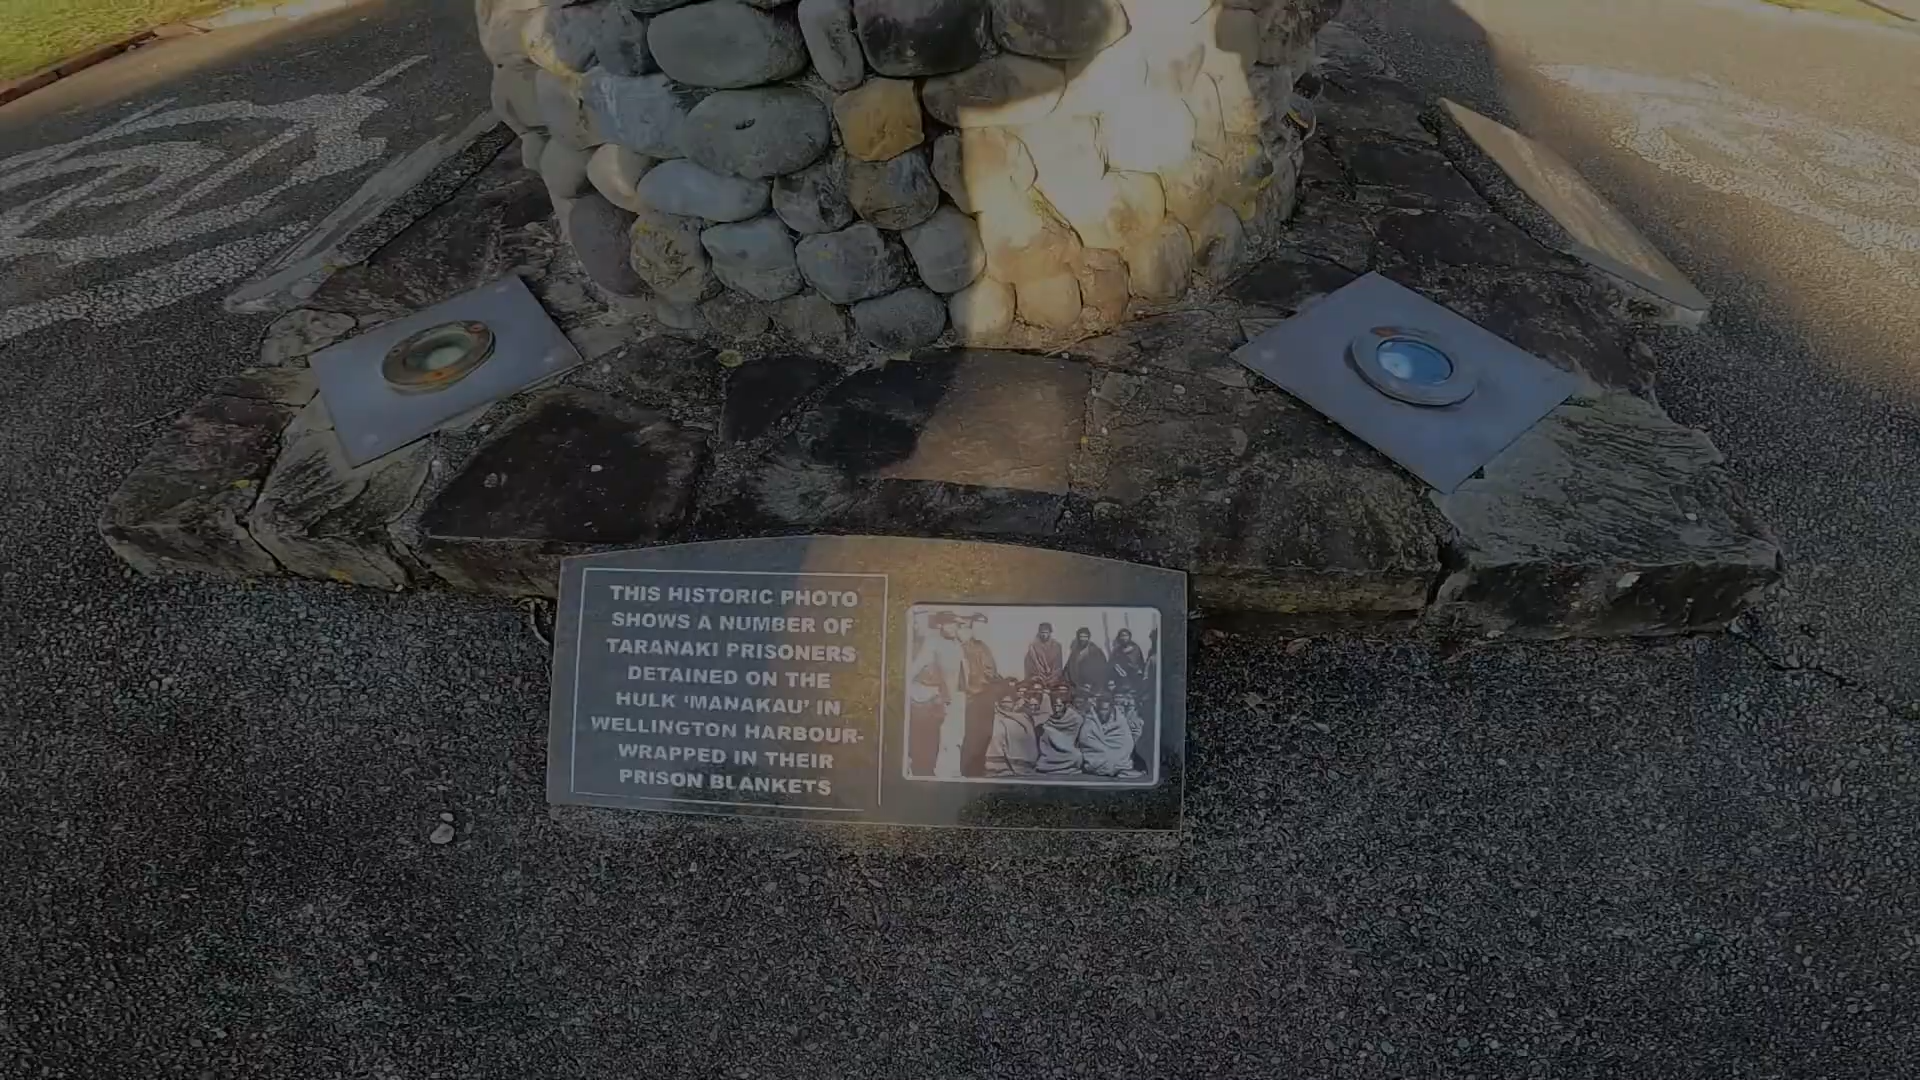 THIS HISTORIC PHOTO
SHOWS A NUMBER OF
TARANAKI PRISONERS
DETAINED ON THE
HULK ‘MANAKAU’ IN
WELLINGTON HARBOUR-
WRAPPED IN THEIR
PRISON BLANKETS